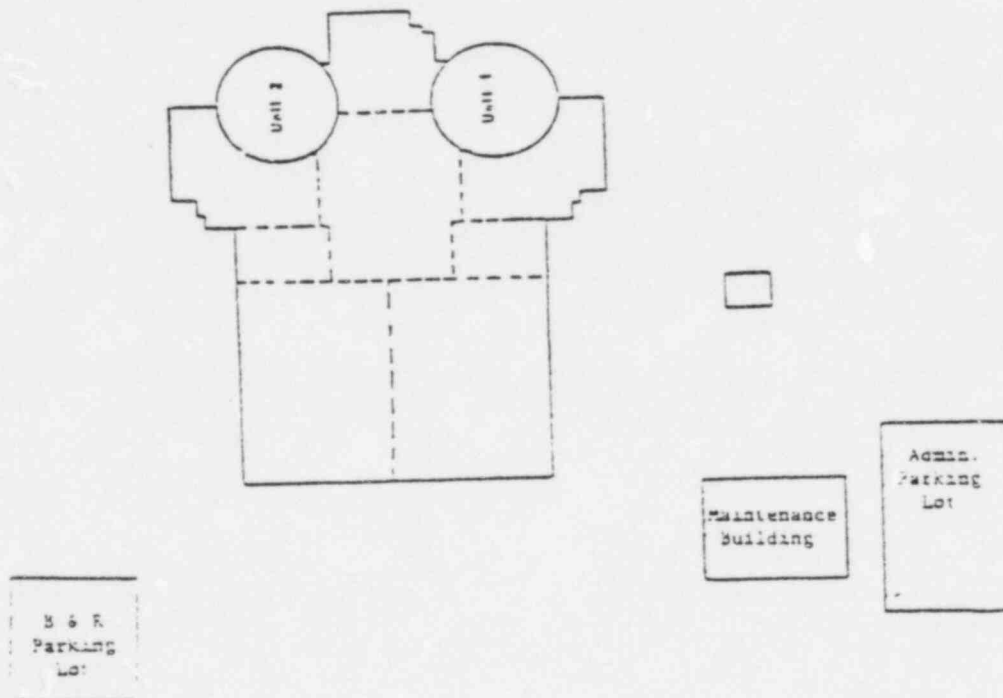 Unit 2
Unit 1
Admin.
Parking
Lot
Maintenance
Building
B & R
Parking
Lot